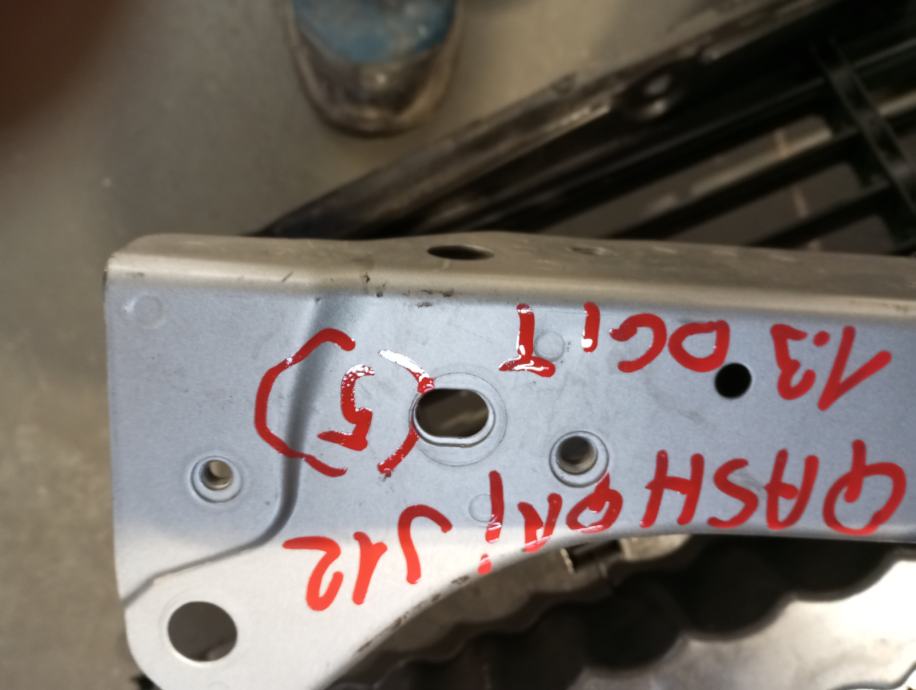 QASHQAi J12
1.3 DCiT (5)